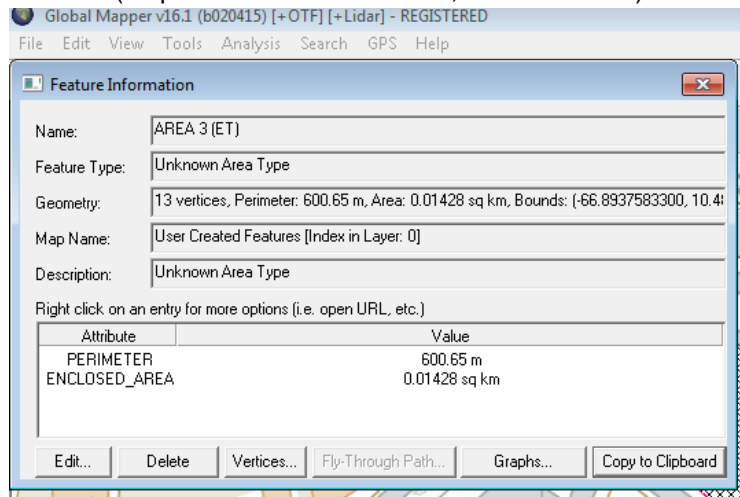 Global Mapper v16.1 (b020415) [+OTF] [+Lidar] - REGISTERED
File Edit View Tools Analysis Search GPS Help
Feature Information
Name: AREA 3 (ET)
Feature Type: Unknown Area Type
Geometry: 13 vertices, Perimeter: 600.65 m, Area: 0.01428 sq km, Bounds: (-66.8937583300, 10.4
Map Name: User Created Features [Index in Layer: 0]
Description: Unknown Area Type
Right click on an entry for more options (i.e. open URL, etc.)
Attribute Value
PERIMETER 600.65 m
ENCLOSED_AREA 0.01428 sq km
Edit... Delete Vertices... Fly-Through Path... Graphs... Copy to Clipboard